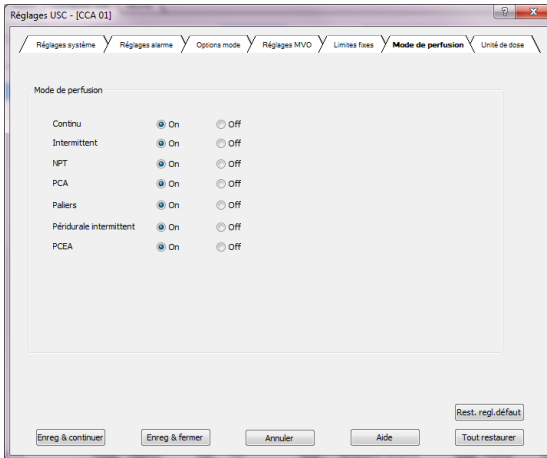 Réglages USC - [CCA 01]
Réglages système Réglages alarme Options mode Réglages MVO Limites fixes Mode de perfusion Unité de dose
Mode de perfusion
Continu On Off
Intermittent On Off
NPT On Off
PCA On Off
Paliers On Off
Péridurale intermittent On Off
PCEA On Off
Rest. regl.défaut
Enreg & continuer Enreg & fermer Annuler Aide Tout restaurer